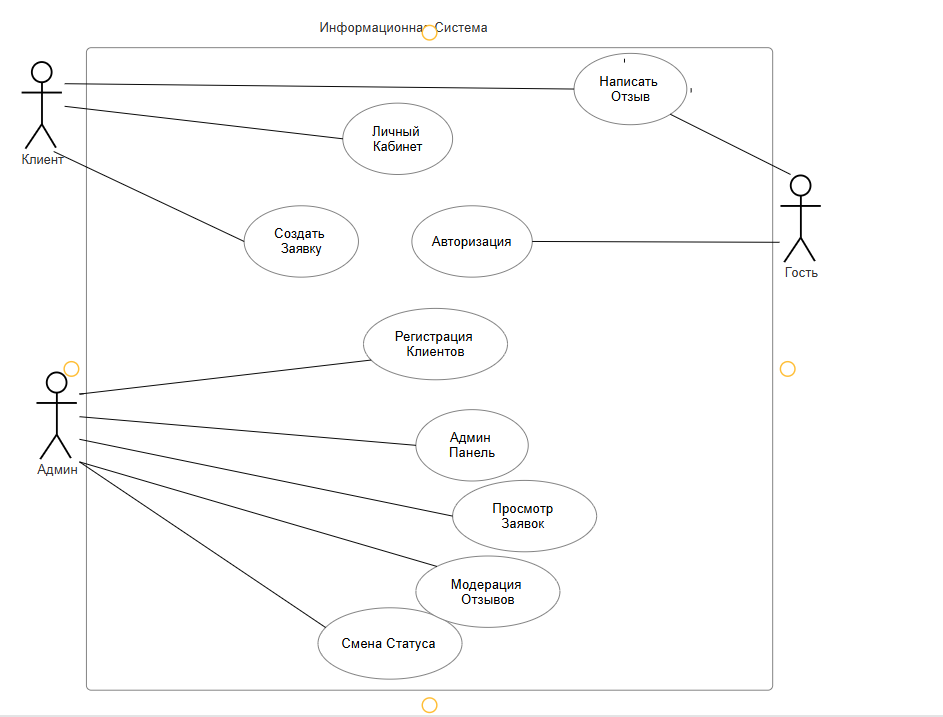 Информационная Система
Написать
Отзыв
Личный
Кабинет
Клиент
Создать
Заявку
Авторизация
Гость
Регистрация
Клиентов
Админ
Админ
Панель
Просмотр
Заявок
Модерация
Отзывов
Смена Статуса